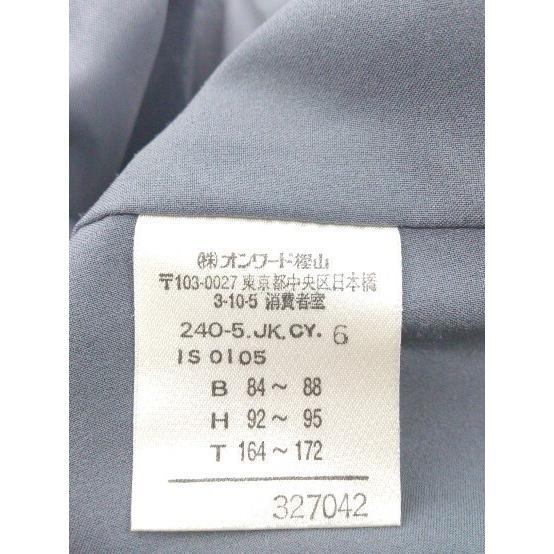 ㈱オンワード樫山
〒103-0027 東京都中央区日本橋
3-10-5 消費者室
240-5.JK.CY. 6
IS0105
B 84～ 88
H 92～ 95
T 164～172
327042